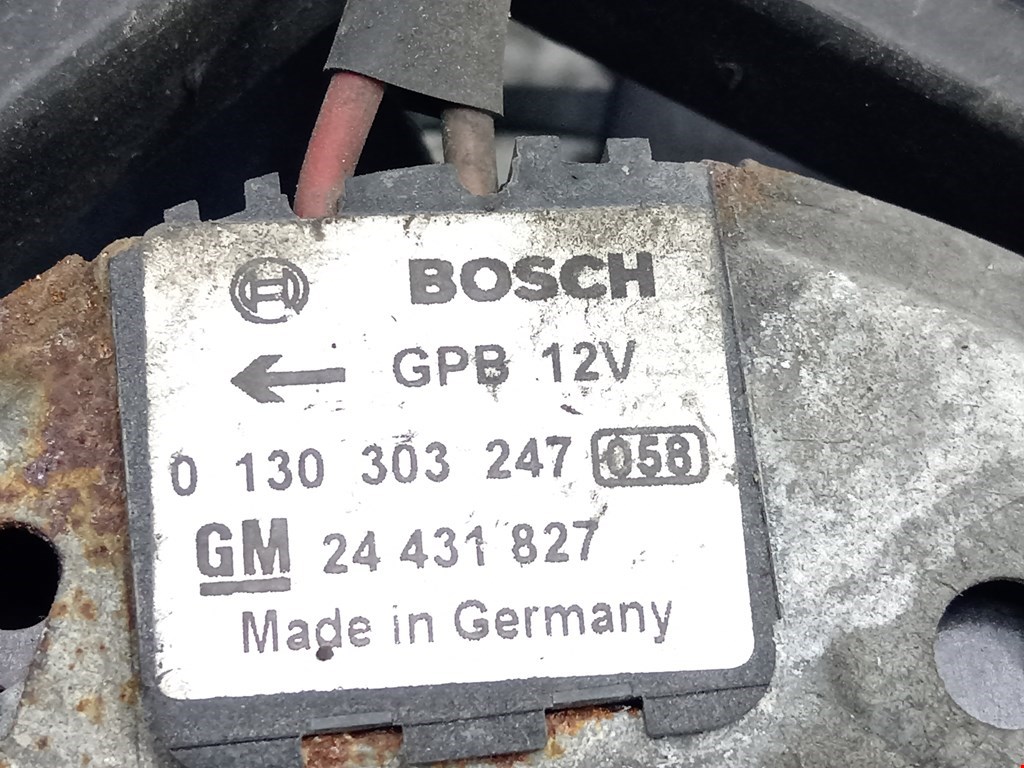 BOSCH
← GPB 12V
0 130 303 247 058
GM 24 431 827
Made in Germany